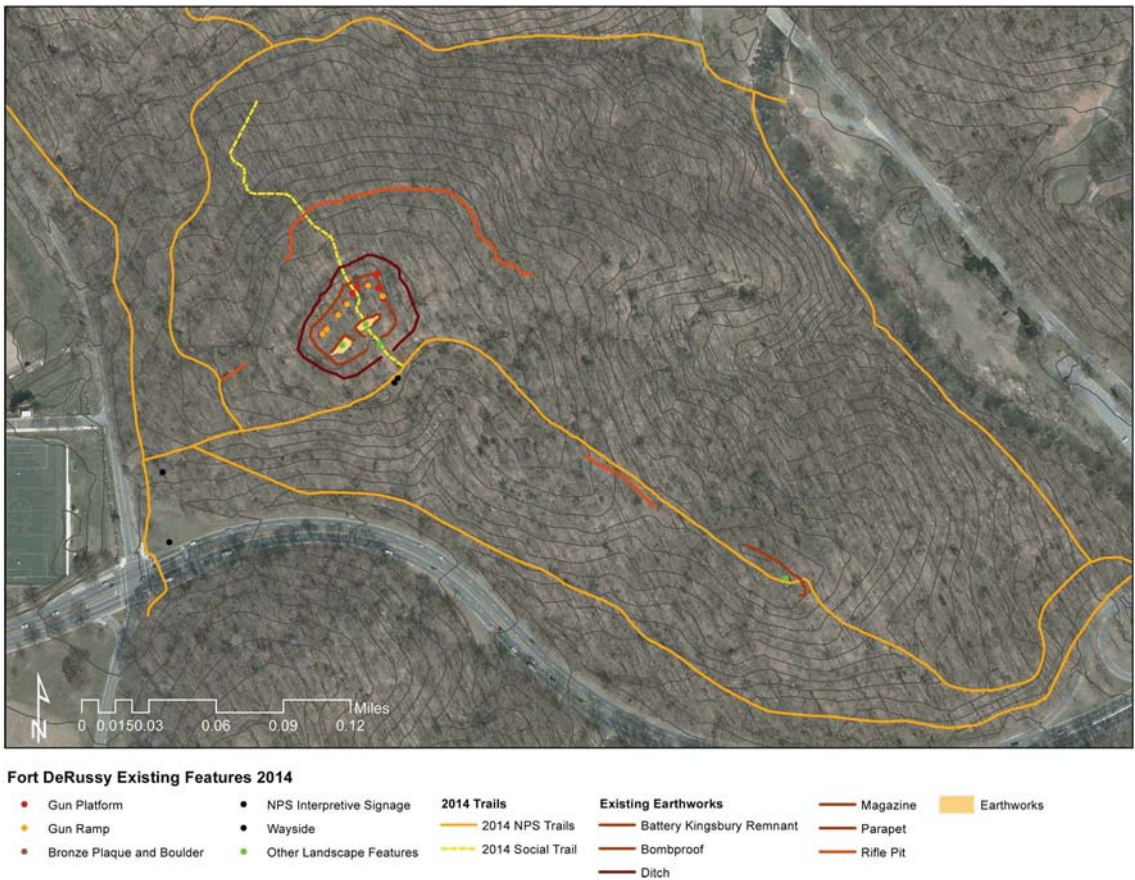 N
Miles
0 0.0150.03 0.06 0.09 0.12
Fort DeRussy Existing Features 2014
Gun Platform
Gun Ramp
Bronze Plaque and Boulder
NPS Interpretive Signage
Wayside
Other Landscape Features
2014 Trails
2014 NPS Trails
2014 Social Trail
Existing Earthworks
Battery Kingsbury Remnant
Bombproof
Ditch
Magazine
Parapet
Rifle Pit
Earthworks